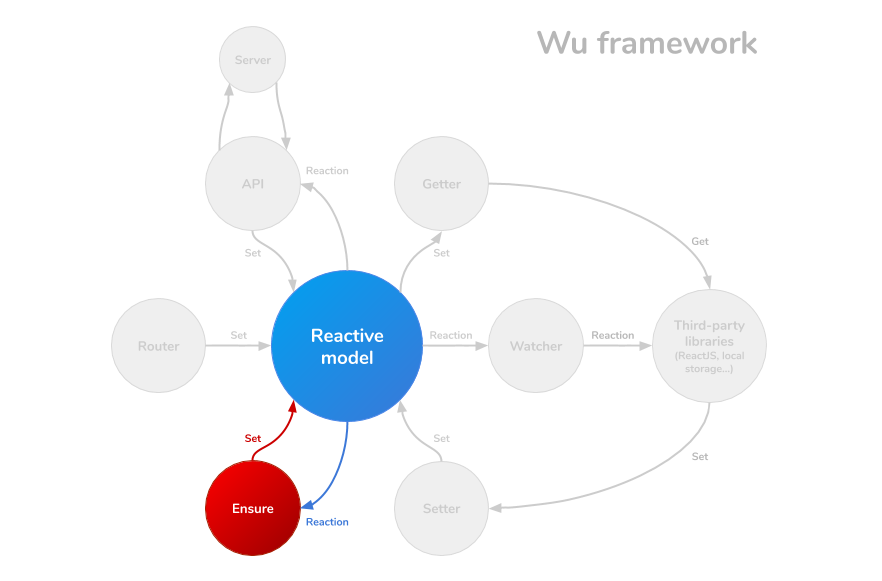 Wu framework
Server
API
Reaction
Getter
Set
Set
Get
Router
Set
Reactive
model
Reaction
Watcher
Reaction
Third-party
libraries
(ReactJS, local
storage...)
Set
Set
Set
Ensure
Reaction
Setter